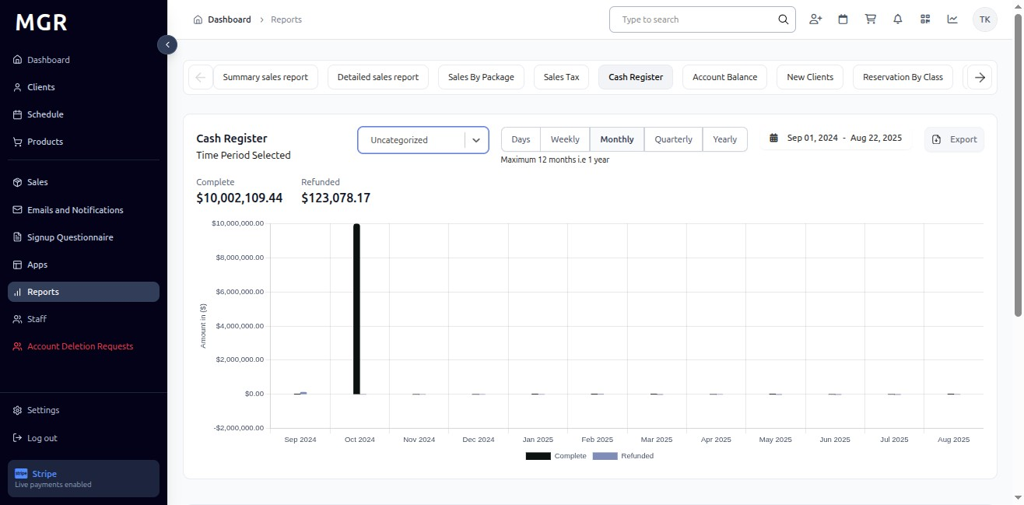 MGR
Dashboard
Clients
Schedule
Products
Sales
Emails and Notifications
Signup Questionnaire
Apps
Reports
Staff
Account Deletion Requests
Settings
Log out
Stripe
Live payments enabled
Dashboard > Reports
Type to search
TK
Summary sales report
Detailed sales report
Sales By Package
Sales Tax
Cash Register
Account Balance
New Clients
Reservation By Class
Cash Register
Time Period Selected
Uncategorized
Days Weekly Monthly Quarterly Yearly
Maximum 12 months i.e 1 year
Sep 01, 2024 - Aug 22, 2025
Export
Complete Refunded
$10,002,109.44 $123,078.17
Amount in ($)
$10,000,000.00
$8,000,000.00
$6,000,000.00
$4,000,000.00
$2,000,000.00
$0.00
-$2,000,000.00
Sep 2024 Oct 2024 Nov 2024 Dec 2024 Jan 2025 Feb 2025 Mar 2025 Apr 2025 May 2025 Jun 2025 Jul 2025 Aug 2025
Complete Refunded